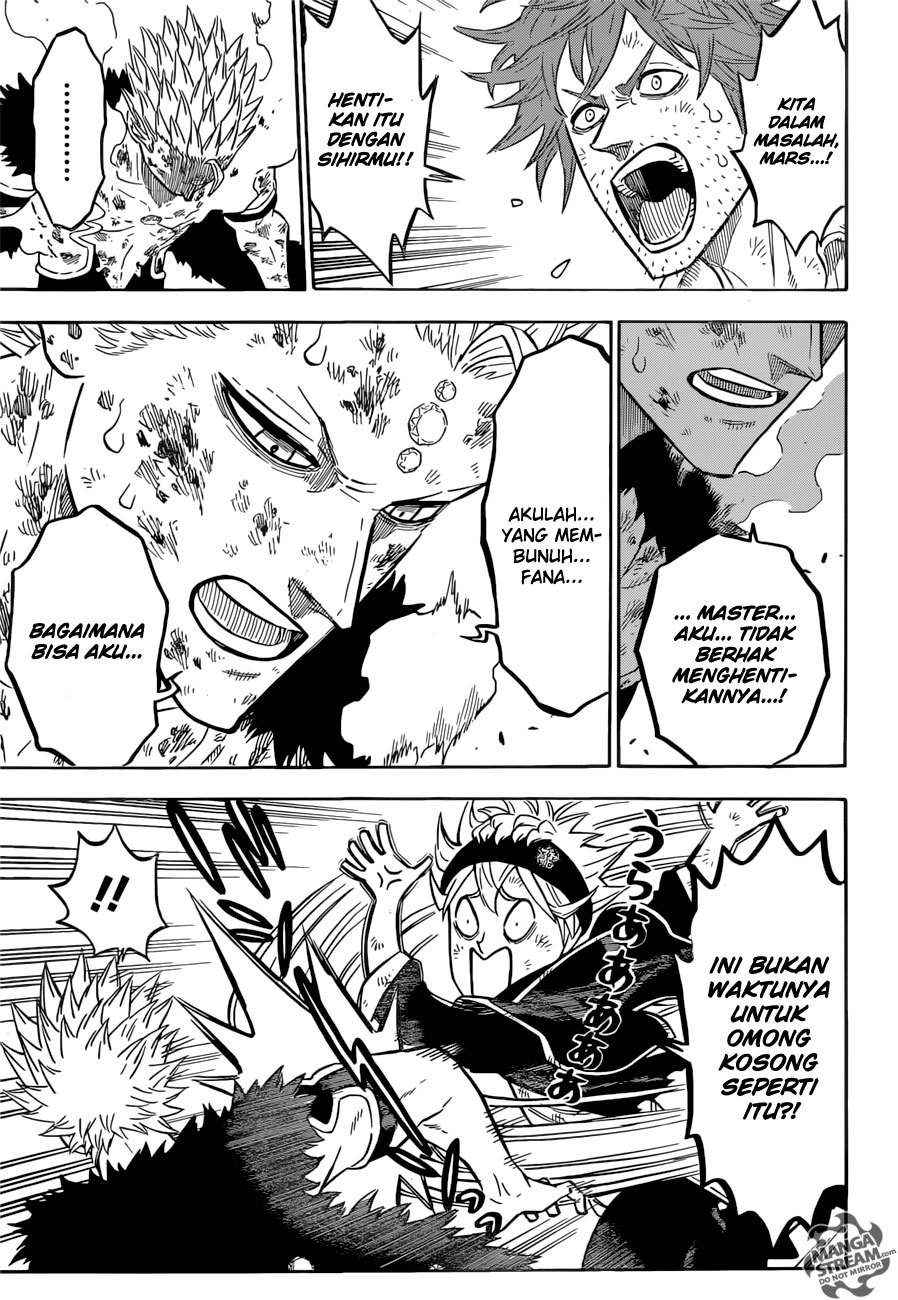 KITA
DALAM
MASALAH,
MARS...!
HENTI-
KAN ITU
DENGAN
SIHIRMU!!
.........
... MASTER...
AKU... TIDAK
BERHAK
MENGHENTI-
KANNYA...!
AKULAH...
YANG MEM-
BUNUH...
FANA...
BAGAIMANA
BISA AKU...
INI BUKAN
WAKTUNYA
UNTUK
OMONG
KOSONG
SEPERTI
ITU?!
うらあああああ
!!
MANGA
STREAM.com
DO NOT MIRROR